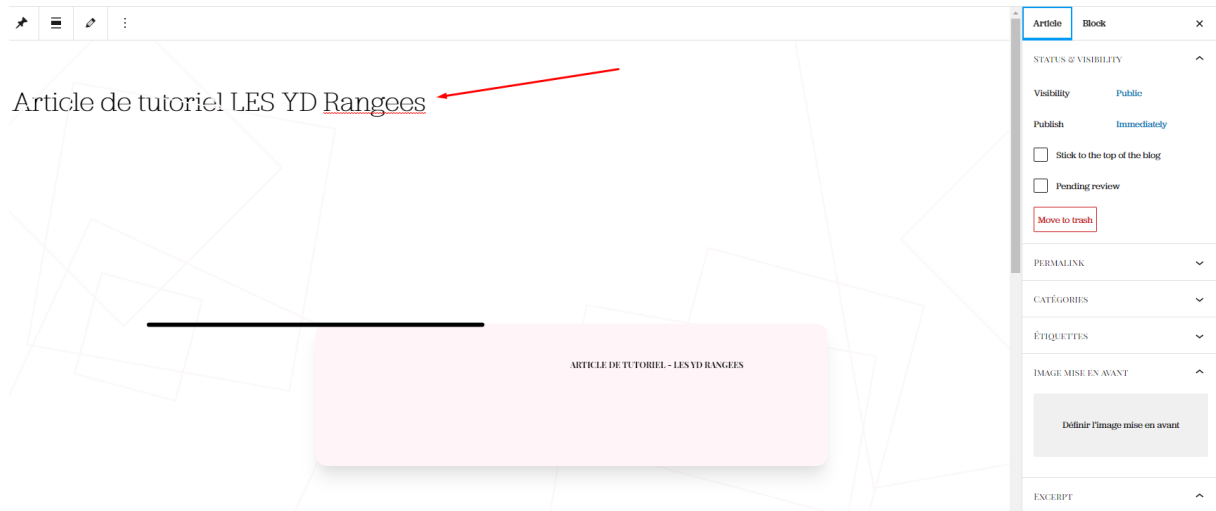 Article
Block
Article de tutoriel LES YD Rangees
STATUS & VISIBILITY
Visibility Public
Publish Immediately
Stick to the top of the blog
Pending review
Move to trash
PERMALINK
CATÉGORIES
ÉTIQUETTES
ARTICLE DE TUTORIEL - LES YD RANGEES
IMAGE MISE EN AVANT
Définir l'image mise en avant
EXCERPT